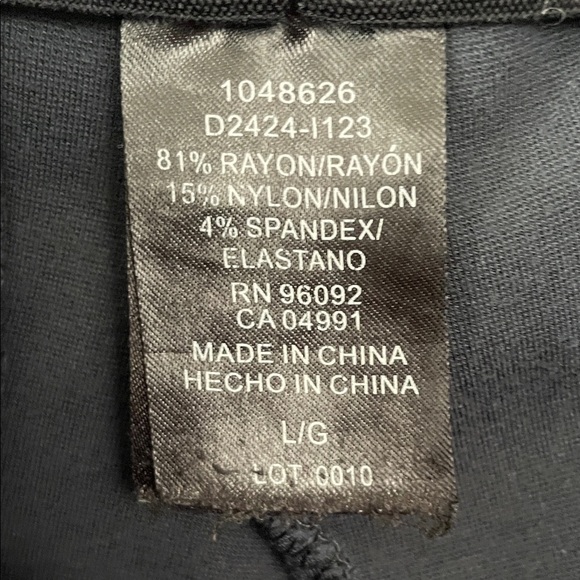 1048626
D2424-I123
81% RAYON/RAYÓN
15% NYLON/NILON
4% SPANDEX/
ELASTANO
RN 96092
CA 04991
MADE IN CHINA
HECHO IN CHINA
L/G
LOT 0010